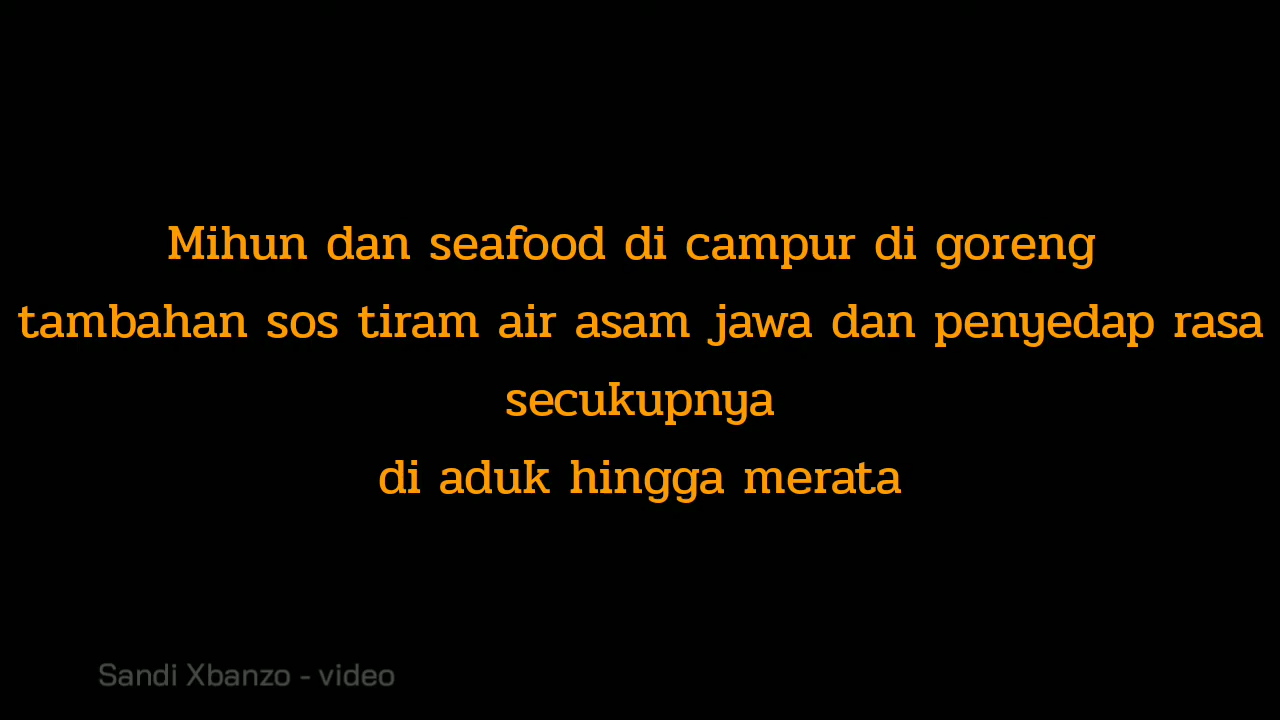 Mihun dan seafood di campur di goreng
tambahan sos tiram air asam jawa dan penyedap rasa
secukupnya
di aduk hingga merata
Sandi Xbanzo - video